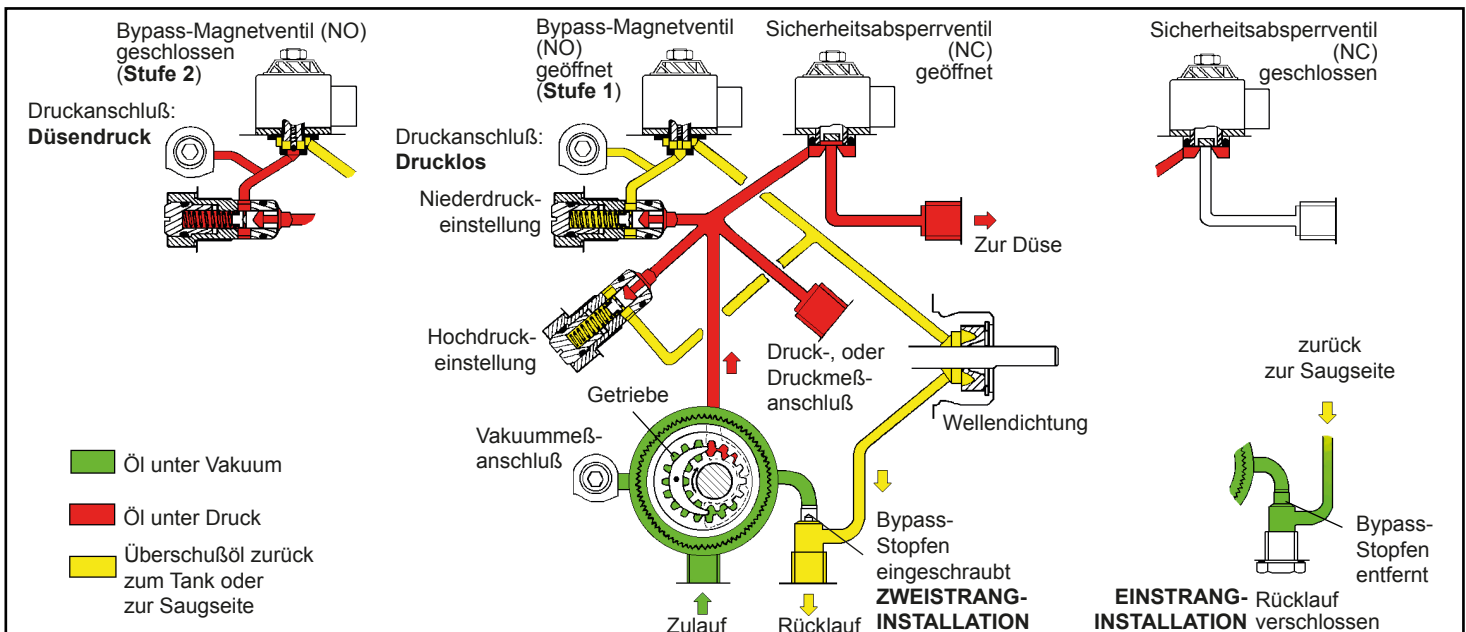 Bypass-Magnetventil (NO)
geschlossen
(Stufe 2)
Druckanschluß:
Düsendruck
Bypass-Magnetventil
(NO)
geöffnet
(Stufe 1)
Druckanschluß:
Drucklos
Niederdruck-
einstellung
Sicherheitsabsperrventil
(NC)
geöffnet
Zur Düse
Sicherheitsabsperrventil
(NC)
geschlossen
Hochdruck-
einstellung
Druck-, oder
Druckmeß-
anschluß
Getriebe
Vakuummeß-
anschluß
Wellendichtung
zurück
zur Saugseite
Öl unter Vakuum
Öl unter Druck
Überschußöl zurück
zum Tank oder
zur Saugseite
Bypass-
Stopfen
eingeschraubt
ZWEISTRANG-
INSTALLATION
Zulauf
Rücklauf
Bypass-
Stopfen
entfernt
EINSTRANG-
INSTALLATION
Rücklauf
verschlossen